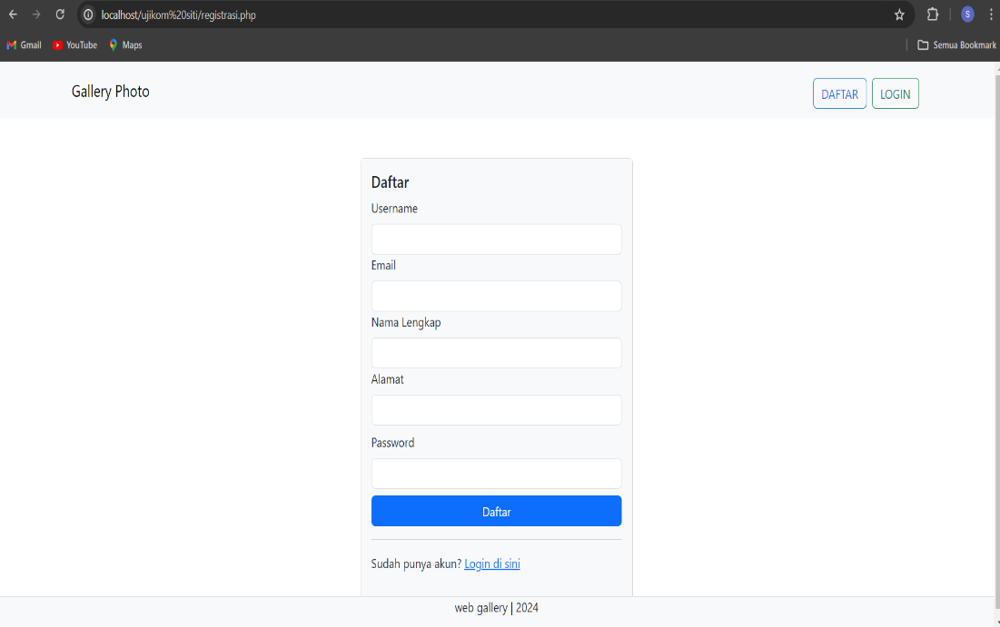 localhost/ujikom%20siti/registrasi.php
S
Gmail YouTube Maps Semua Bookmark
Gallery Photo DAFTAR LOGIN
Daftar
Username
Email
Nama Lengkap
Alamat
Password
Daftar
Sudah punya akun? Login di sini
web gallery | 2024